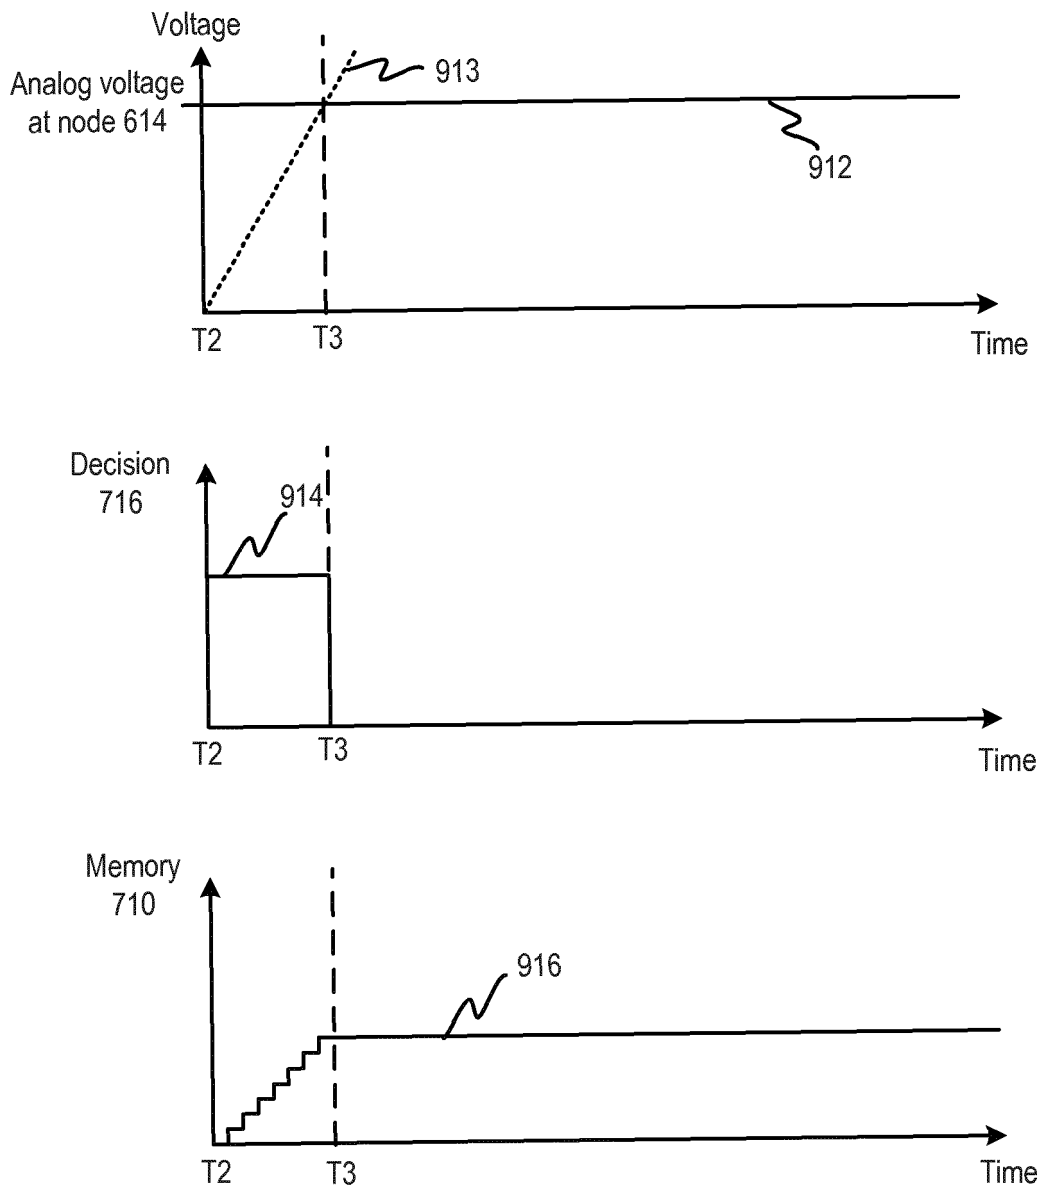 Voltage
913
Analog voltage
at node 614
912
T2
T3
Time
Decision
716
914
T2
T3
Time
Memory
710
916
T2
T3
Time